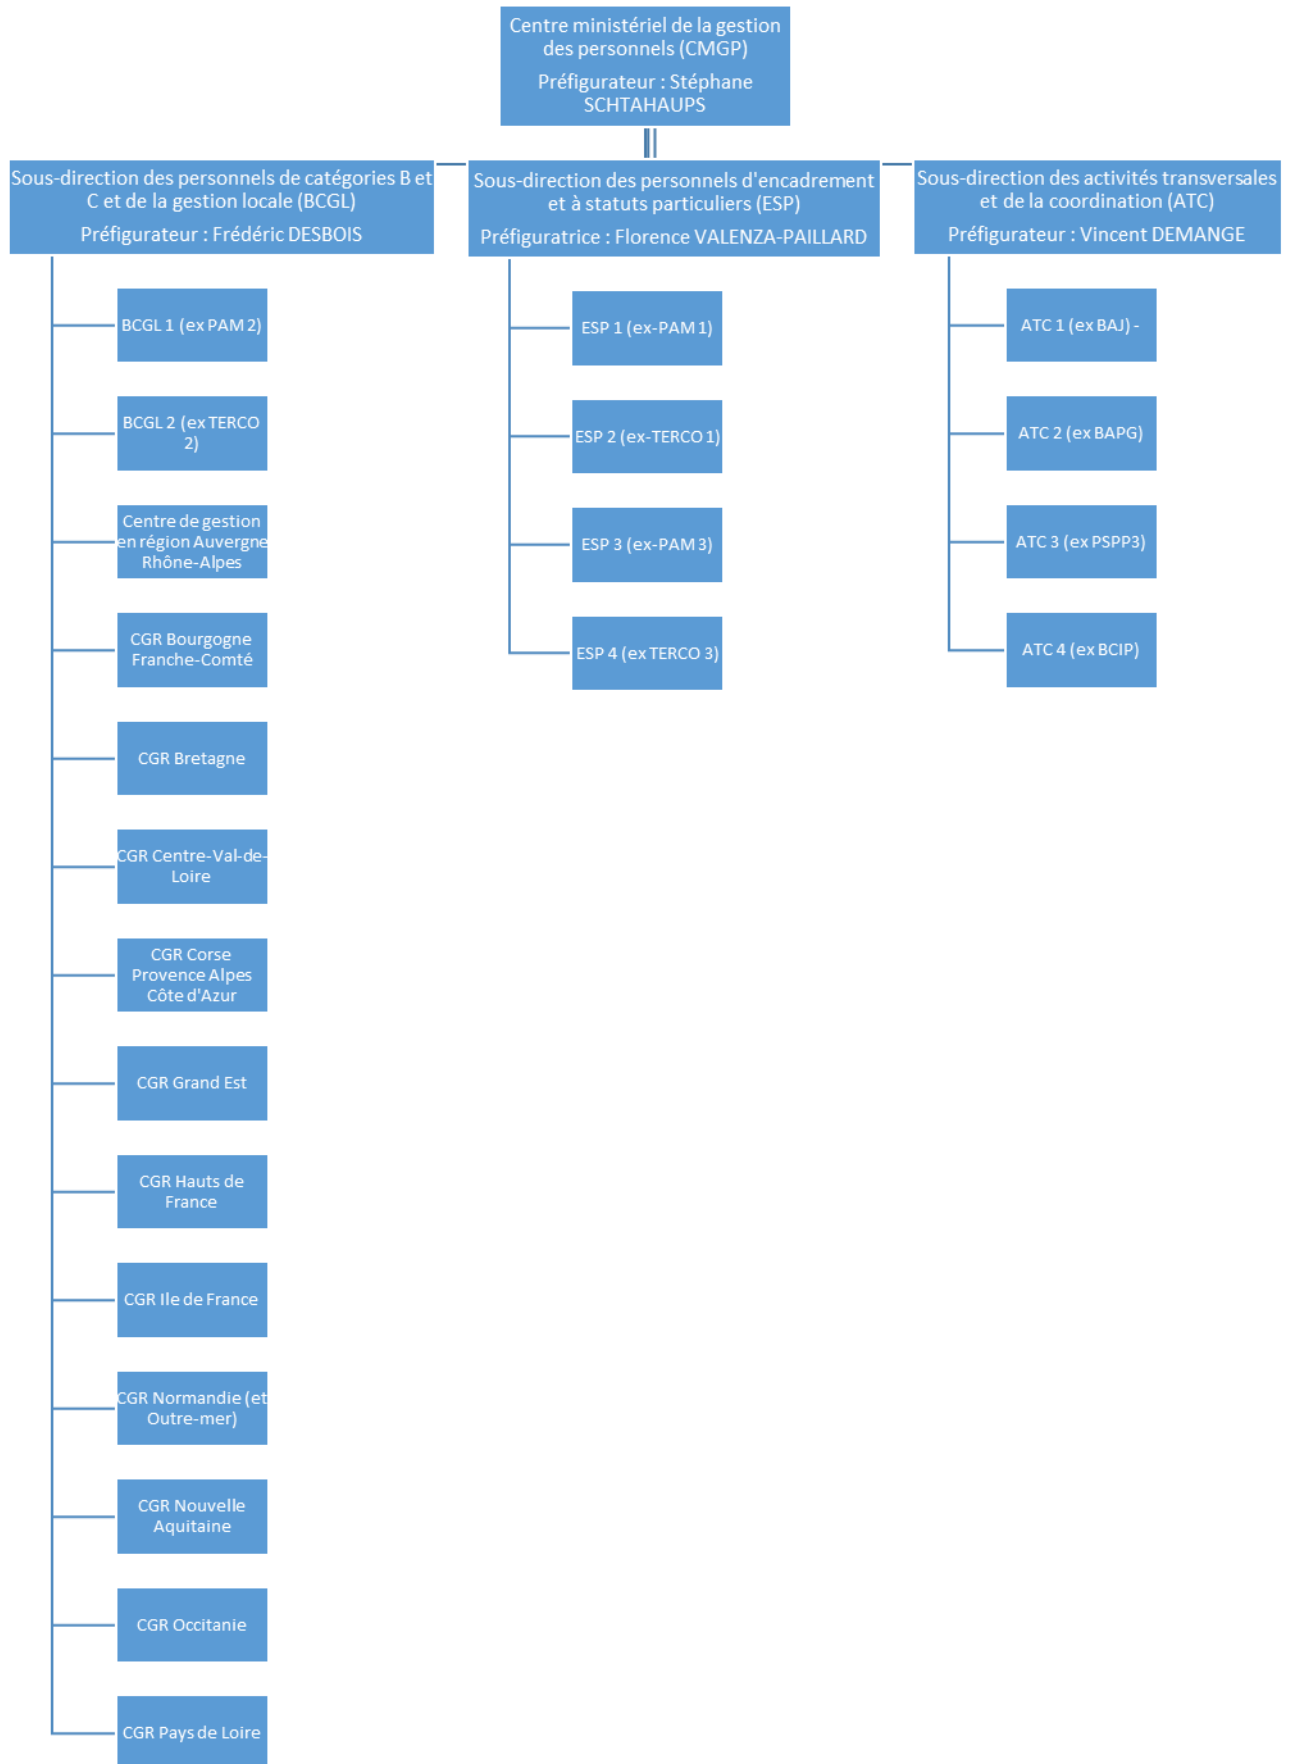 Centre ministériel de la gestion
des personnels (CMGP)
Préfigurateur : Stéphane
SCHTAHAUPS
Sous-direction des personnels de catégories B et
C et de la gestion locale (BCGL)
Préfigurateur : Frédéric DESBOIS
Sous-direction des personnels d'encadrement
et à statuts particuliers (ESP)
Préfiguratrice : Florence VALENZA-PAILLARD
Sous-direction des activités transversales
et de la coordination (ATC)
Préfigurateur : Vincent DEMANGE
BCGL 1 (ex PAM 2)
BCGL 2 (ex TERCO
2)
Centre de gestion
en région Auvergne
Rhône-Alpes
CGR Bourgogne
Franche-Comté
CGR Bretagne
CGR Centre-Val-de-
Loire
CGR Corse
Provence Alpes
Côte d'Azur
CGR Grand Est
CGR Hauts de
France
CGR Ile de France
CGR Normandie (et
Outre-mer)
CGR Nouvelle
Aquitaine
CGR Occitanie
CGR Pays de Loire
ESP 1 (ex-PAM 1)
ESP 2 (ex-TERCO 1)
ESP 3 (ex-PAM 3)
ESP 4 (ex TERCO 3)
ATC 1 (ex BAJ) -
ATC 2 (ex BAPG)
ATC 3 (ex PSPP3)
ATC 4 (ex BCIP)